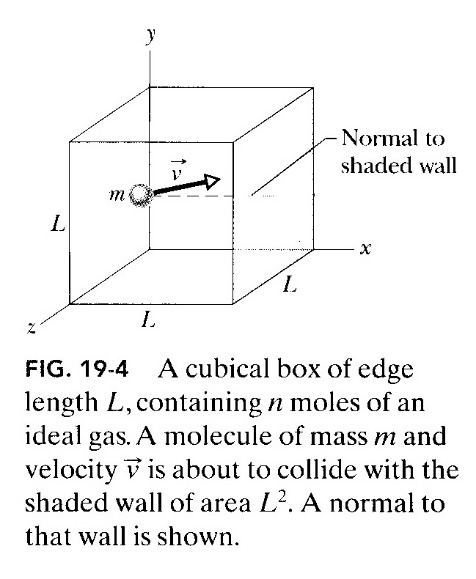 y
Normal to
shaded wall
v
m
L
x
L
z
L
FIG. 19-4 A cubical box of edge
length L, containing n moles of an
ideal gas. A molecule of mass m and
velocity v⃗ is about to collide with the
shaded wall of area L². A normal to
that wall is shown.